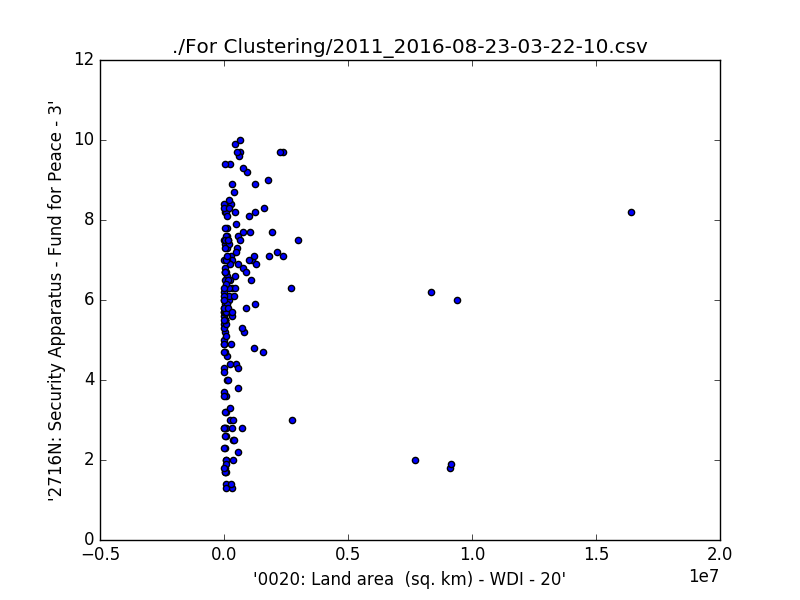 ./For Clustering/2011_2016-08-23-03-22-10.csv
12
10
8
6
4
2
0
'2716N: Security Apparatus - Fund for Peace - 3'
−0.5 0.0 0.5 1.0 1.5 2.0
1e7
'0020: Land area  (sq. km) - WDI - 20'